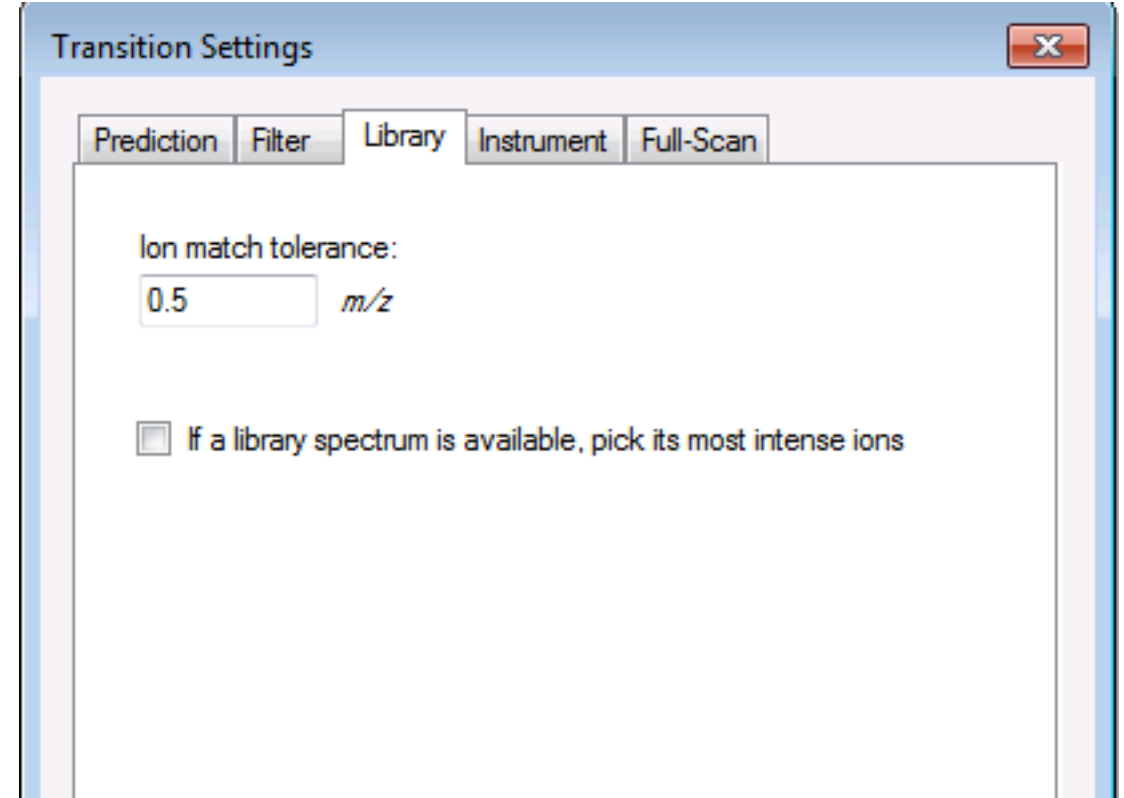 Transition Settings
Prediction Filter Library Instrument Full-Scan
Ion match tolerance:
0.5 m/z
If a library spectrum is available, pick its most intense ions